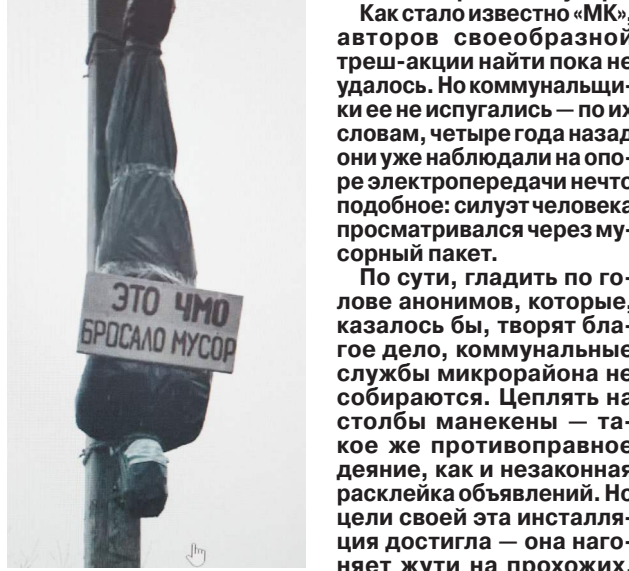 ЭТО ЧМО
БРОСАЛО МУСОР
Как стало известно «МК»,
авторов своеобразной
треш-акции найти пока не
удалось. Но коммунальщи-
ки ее не испугались — по их
словам, четыре года назад
они уже наблюдали на опо-
ре электропередачи нечто
подобное: силуэт человека
просматривался через му-
сорный пакет.
По сути, гладить по го-
лове анонимов, которые,
казалось бы, творят бла-
гое дело, коммунальные
службы микрорайона не
собираются. Цеплять на
столбы манекены — та-
кое же противоправное
деяние, как и незаконная
расклейка объявлений. Но
цели своей эта инсталля-
ция достигла — она наго-
няет жути на прохожих.